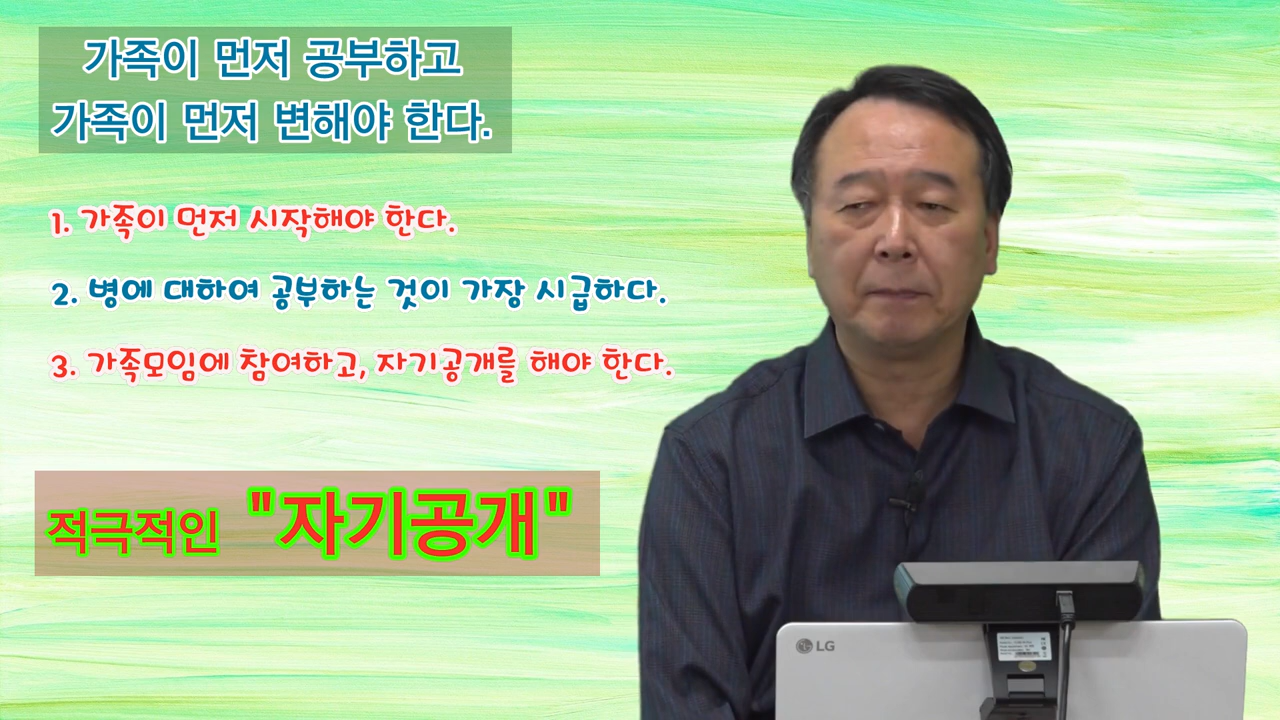 가족이 먼저 공부하고
가족이 먼저 변해야 한다.
1. 가족이 먼저 시작해야 한다.
2. 병에 대하여 공부하는 것이 가장 시급하다.
3. 가족모임에 참여하고, 자기공개를 해야 한다.
적극적인 "자기공개"
LG